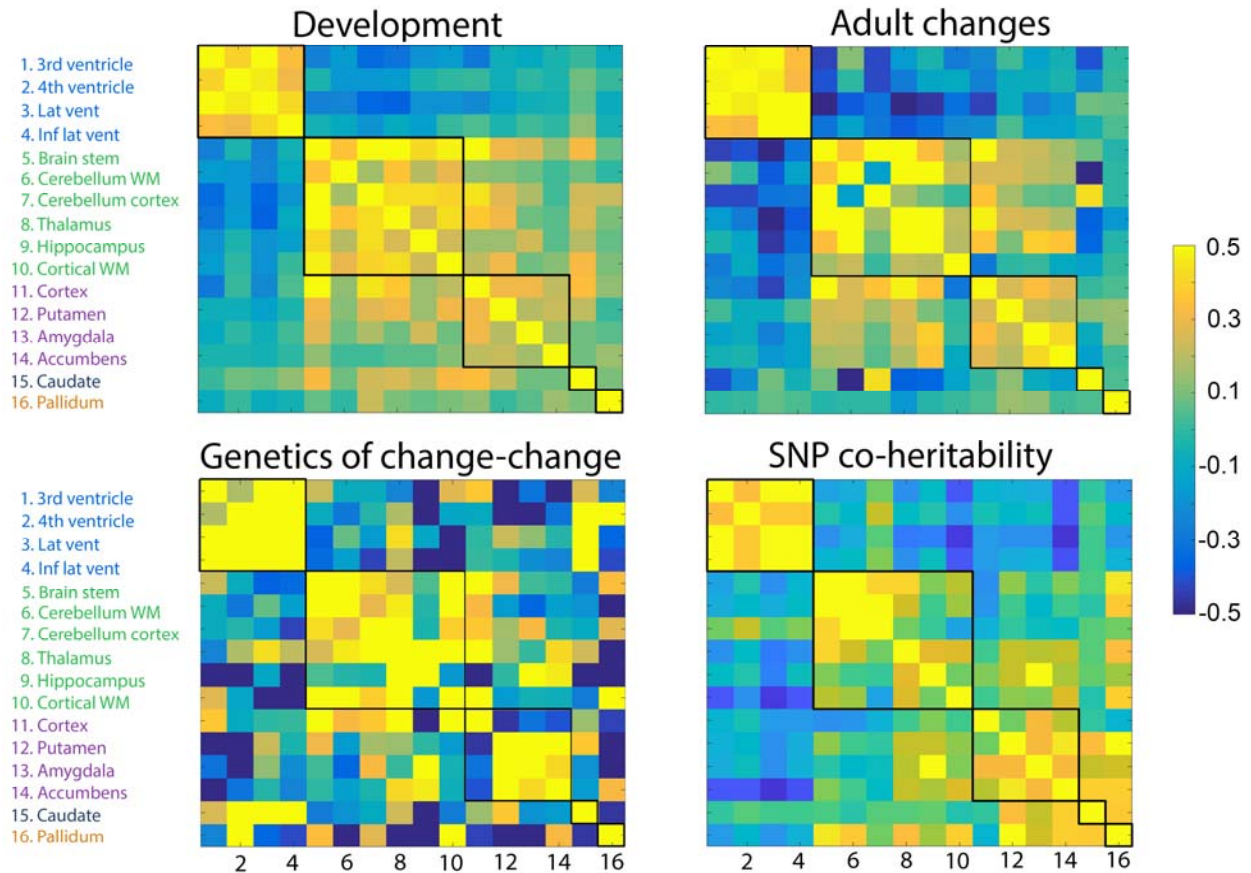 Development
Adult changes
1. 3rd ventricle
2. 4th ventricle
3. Lat vent
4. Inf lat vent
5. Brain stem
6. Cerebellum WM
7. Cerebellum cortex
8. Thalamus
9. Hippocampus
10. Cortical WM
11. Cortex
12. Putamen
13. Amygdala
14. Accumbens
15. Caudate
16. Pallidum
0.5
0.3
0.1
-0.1
-0.3
-0.5
Genetics of change-change
SNP co-heritability
1. 3rd ventricle
2. 4th ventricle
3. Lat vent
4. Inf lat vent
5. Brain stem
6. Cerebellum WM
7. Cerebellum cortex
8. Thalamus
9. Hippocampus
10. Cortical WM
11. Cortex
12. Putamen
13. Amygdala
14. Accumbens
15. Caudate
16. Pallidum
2 4 6 8 10 12 14 16
2 4 6 8 10 12 14 16